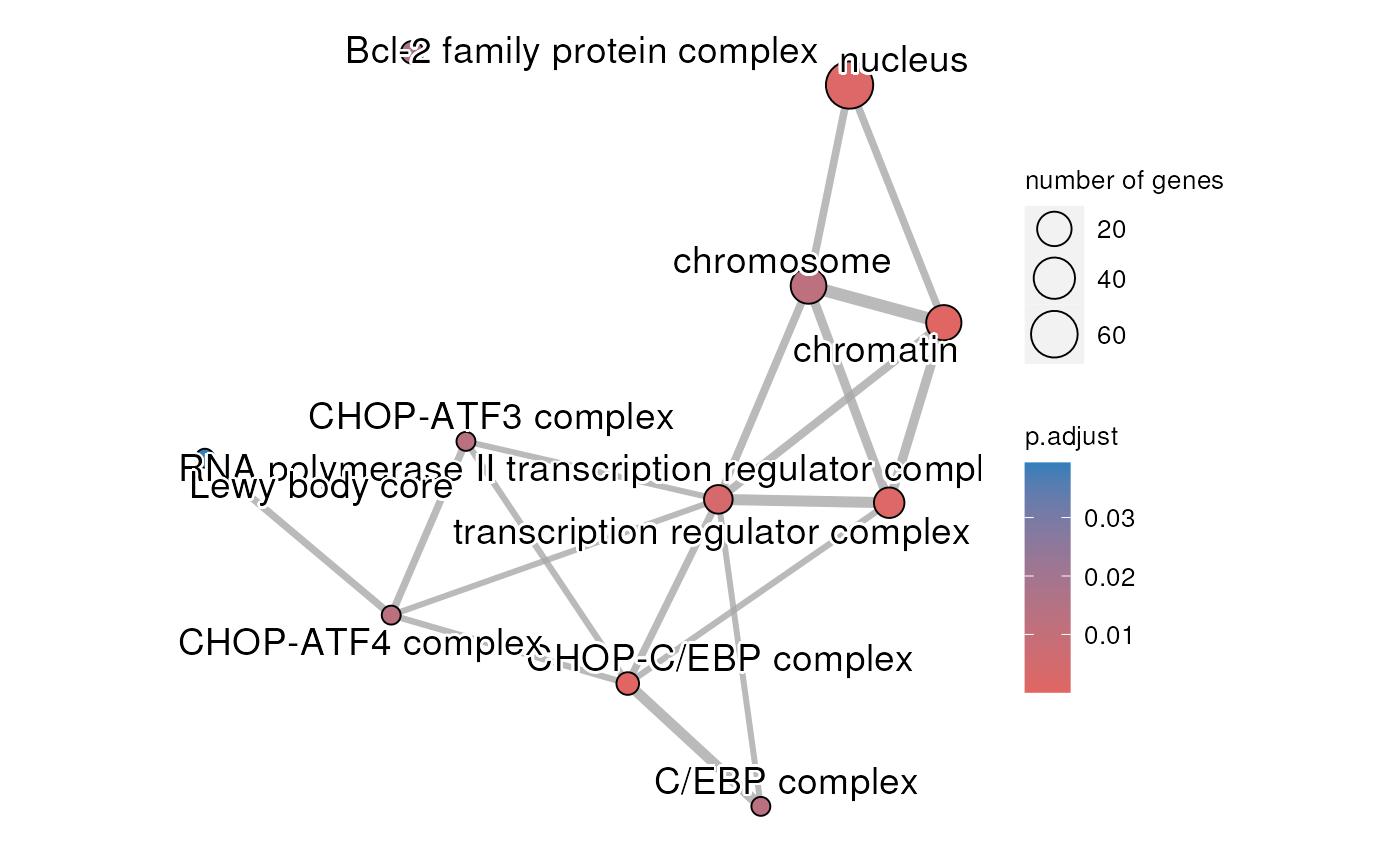 Bcl-2 family protein complex
nucleus
chromosome
chromatin
CHOP-ATF3 complex
RNA polymerase II transcription regulator compl
Lewy body core
transcription regulator complex
CHOP-ATF4 complex
CHOP-C/EBP complex
C/EBP complex
number of genes
20
40
60
p.adjust
0.03
0.02
0.01